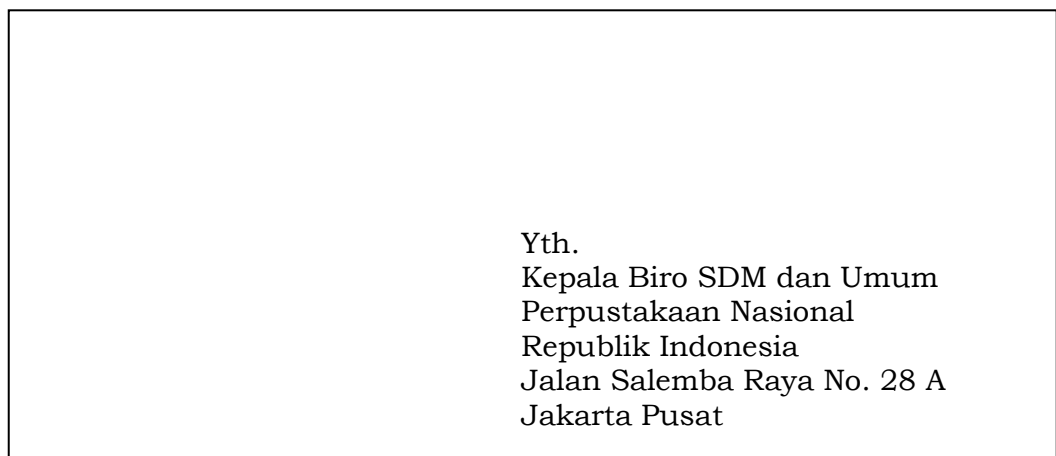 Yth.
Kepala Biro SDM dan Umum
Perpustakaan Nasional
Republik Indonesia
Jalan Salemba Raya No. 28 A
Jakarta Pusat